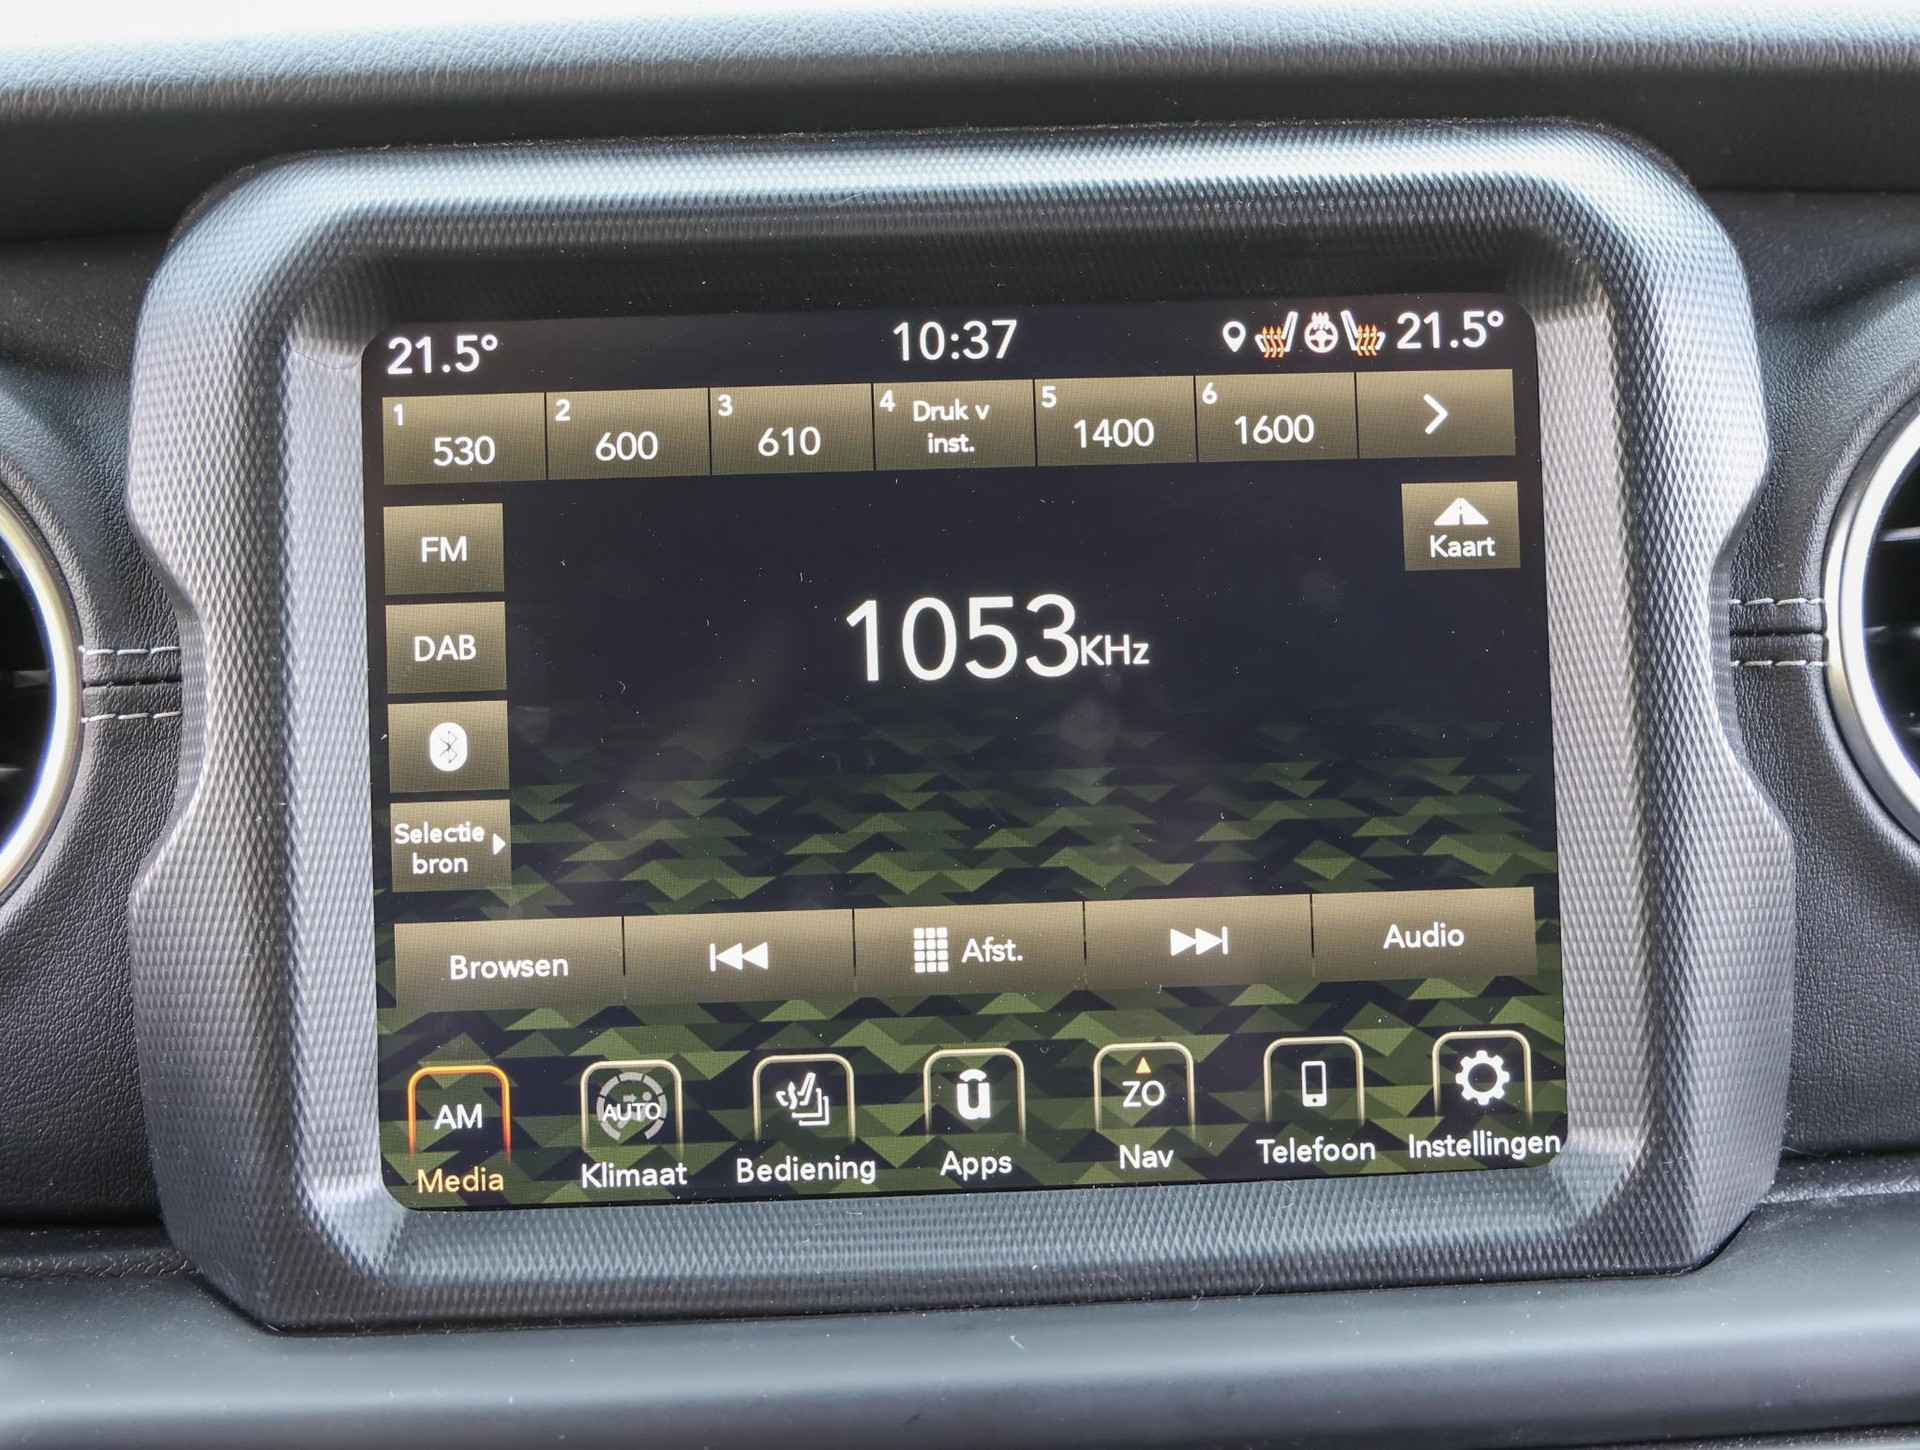 21.5° 10:37 21.5°
1 530 2 600 3 610 4 Druk v 5 1400 6 1600
inst.
FM
Kaart
1053KHz
DAB
Selectie
bron
Browsen Afst. Audio
AM AUTO ZO
Media Klimaat Bediening Apps Nav Telefoon Instellingen